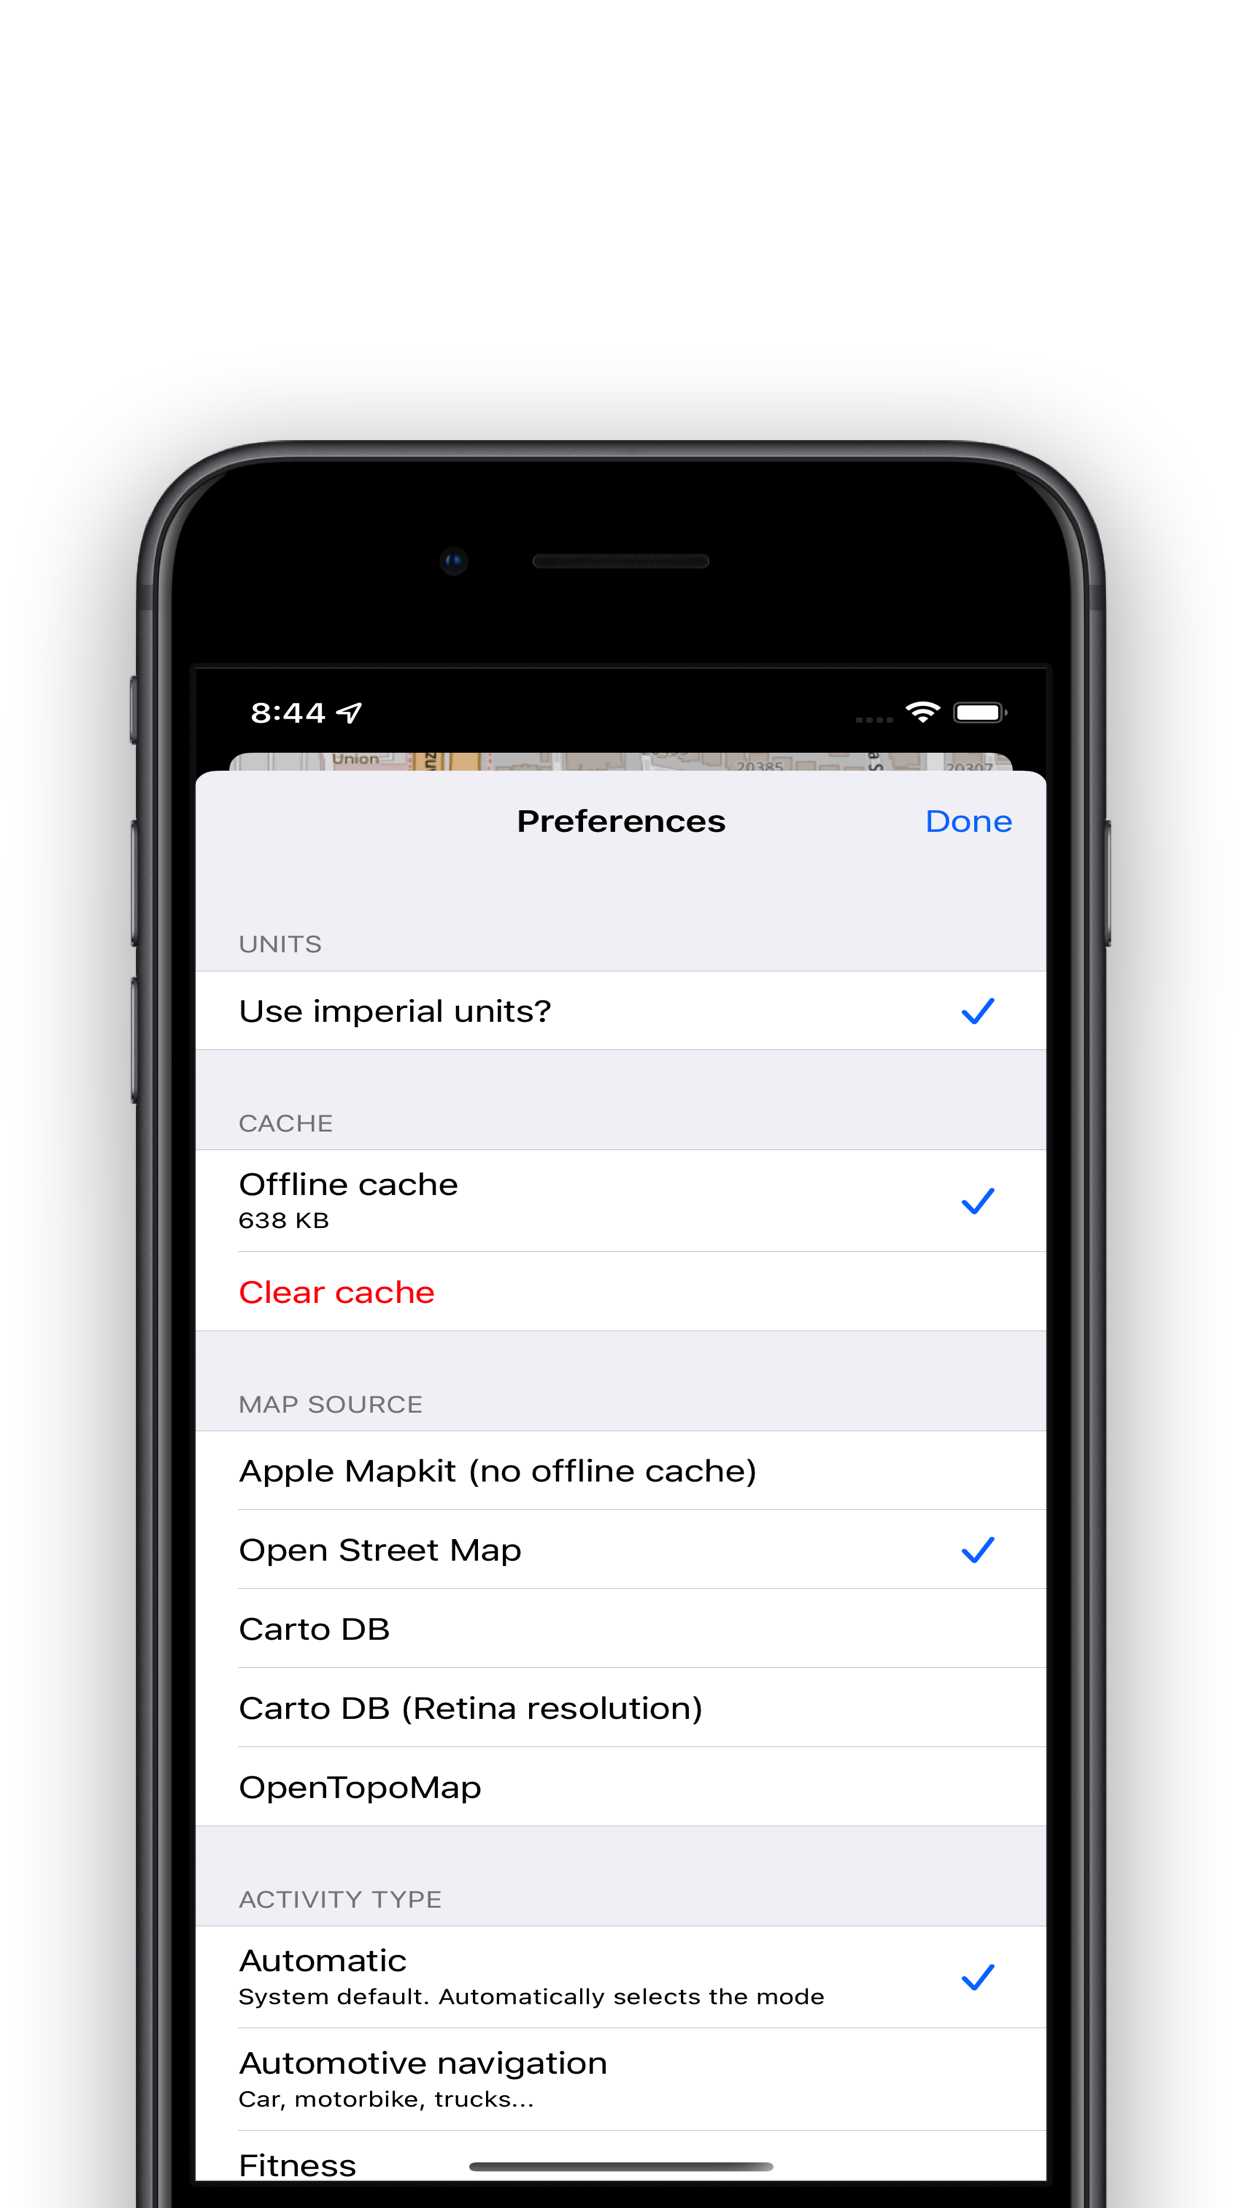 8:44
Union
20385
20307
Preferences
Done
UNITS
Use imperial units?
CACHE
Offline cache
638 KB
Clear cache
MAP SOURCE
Apple Mapkit (no offline cache)
Open Street Map
Carto DB
Carto DB (Retina resolution)
OpenTopoMap
ACTIVITY TYPE
Automatic
System default. Automatically selects the mode
Automotive navigation
Car, motorbike, trucks...
Fitness